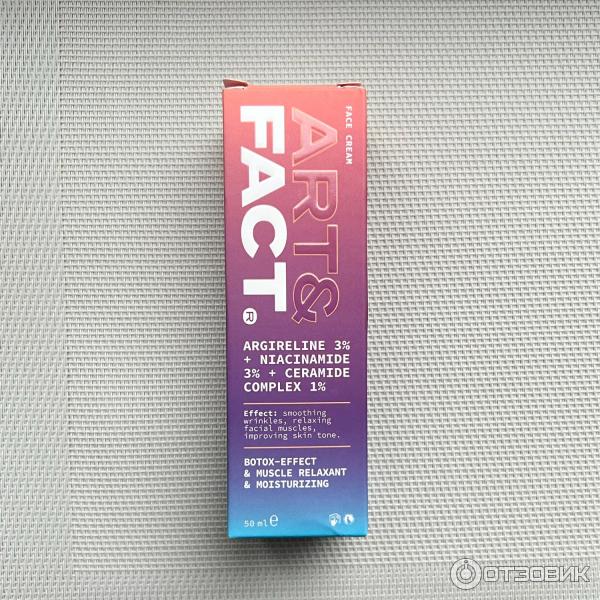 FACE CREAM
ART&
FACT
R
ARGIRELINE 3%
+ NIACINAMIDE
3% + CERAMIDE
COMPLEX 1%
Effect: smoothing
wrinkles, relaxing
facial muscles,
improving skin tone.
BOTOX-EFFECT
& MUSCLE RELAXANT
& MOISTURIZING
50 ml e
ОТЗОВИК